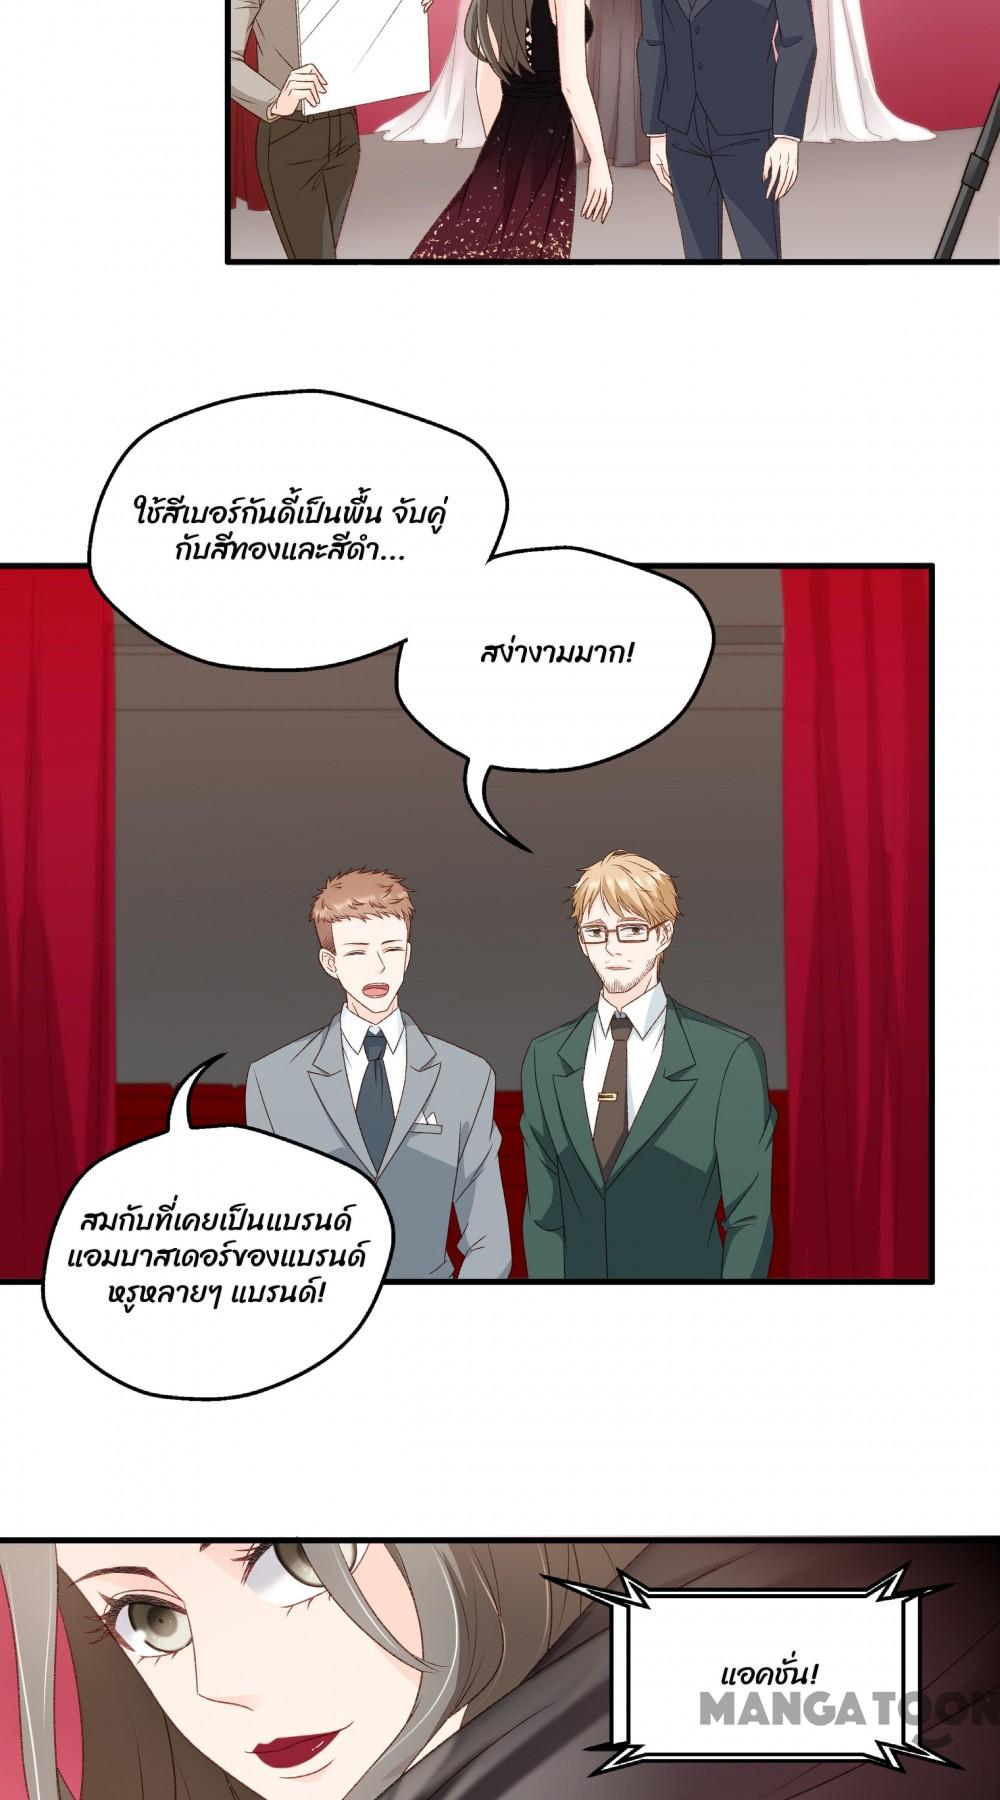 ใช้สีเบอร์กันดี้เป็นพื้น จับคู่
กับสีทองและสีดำ...
สง่างามมาก!
สมกับที่เคยเป็นแบรนด์
แอมบาสเดอร์ของแบรนด์
หรูหลายๆ แบรนด์!
แอคชั่น!
MANGATOON